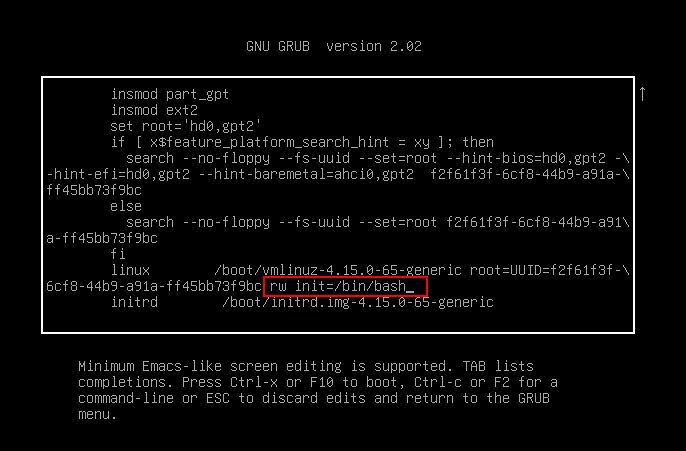 GNU GRUB  version 2.02
↑
insmod part_gpt
insmod ext2
set root='hd0,gpt2'
if [ x$feature_platform_search_hint = xy ]; then
search --no-floppy --fs-uuid --set=root --hint-bios=hd0,gpt2 -\
-hint-efi=hd0,gpt2 --hint-baremetal=ahci0,gpt2  f2f61f3f-6cf8-44b9-a91a-\
ff45bb73f9bc
else
search --no-floppy --fs-uuid --set=root f2f61f3f-6cf8-44b9-a91\
a-ff45bb73f9bc
fi
linux        /boot/vmlinuz-4.15.0-65-generic root=UUID=f2f61f3f-\
6cf8-44b9-a91a-ff45bb73f9bc rw init=/bin/bash_
initrd        /boot/initrd.img-4.15.0-65-generic
Minimum Emacs-like screen editing is supported. TAB lists
completions. Press Ctrl-x or F10 to boot, Ctrl-c or F2 for a
command-line or ESC to discard edits and return to the GRUB
menu.